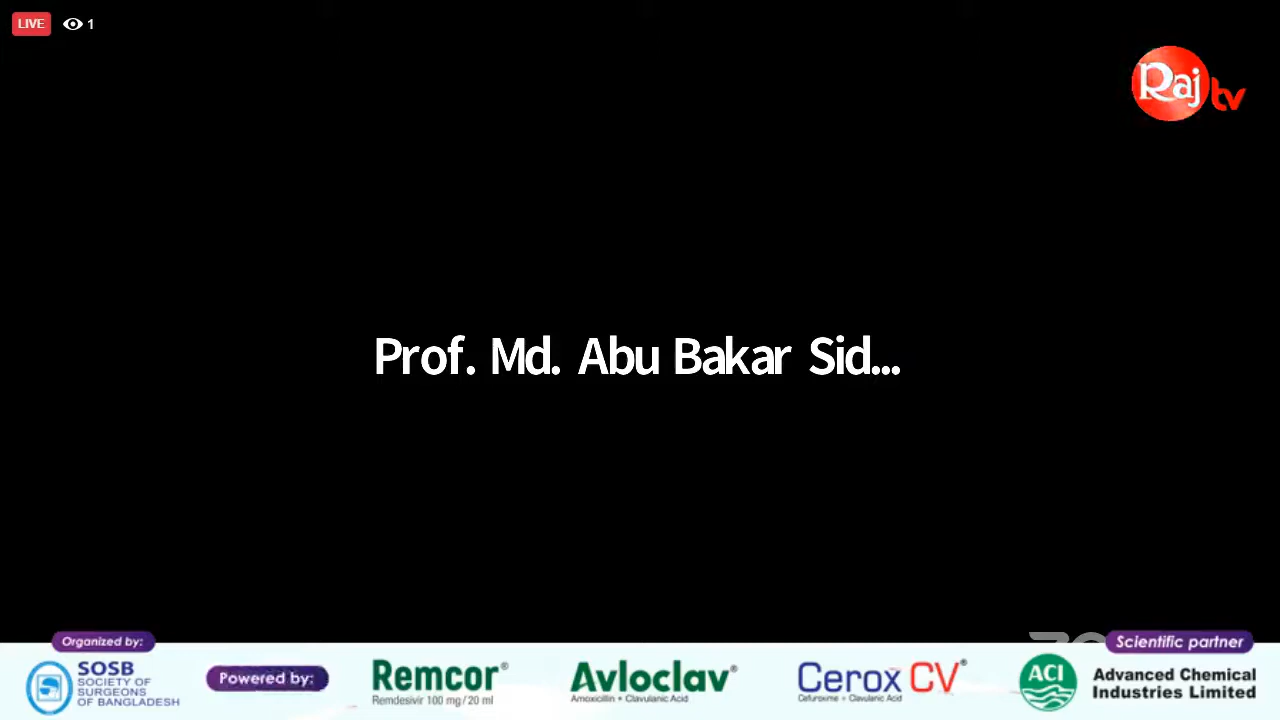 LIVE 1
Raj tv
Prof. Md. Abu Bakar Sid...
Organized by:
SOSB
SOCIETY OF
SURGEONS
OF BANGLADESH
Powered by:
Remcor®
Remdesivir 100 mg/20 ml
Avloclav®
Amoxicillin + Clavulanic Acid
Cerox CV®
Cefuroxime + Clavulanic Acid
Scientific partner
ACI
Advanced Chemical
Industries Limited